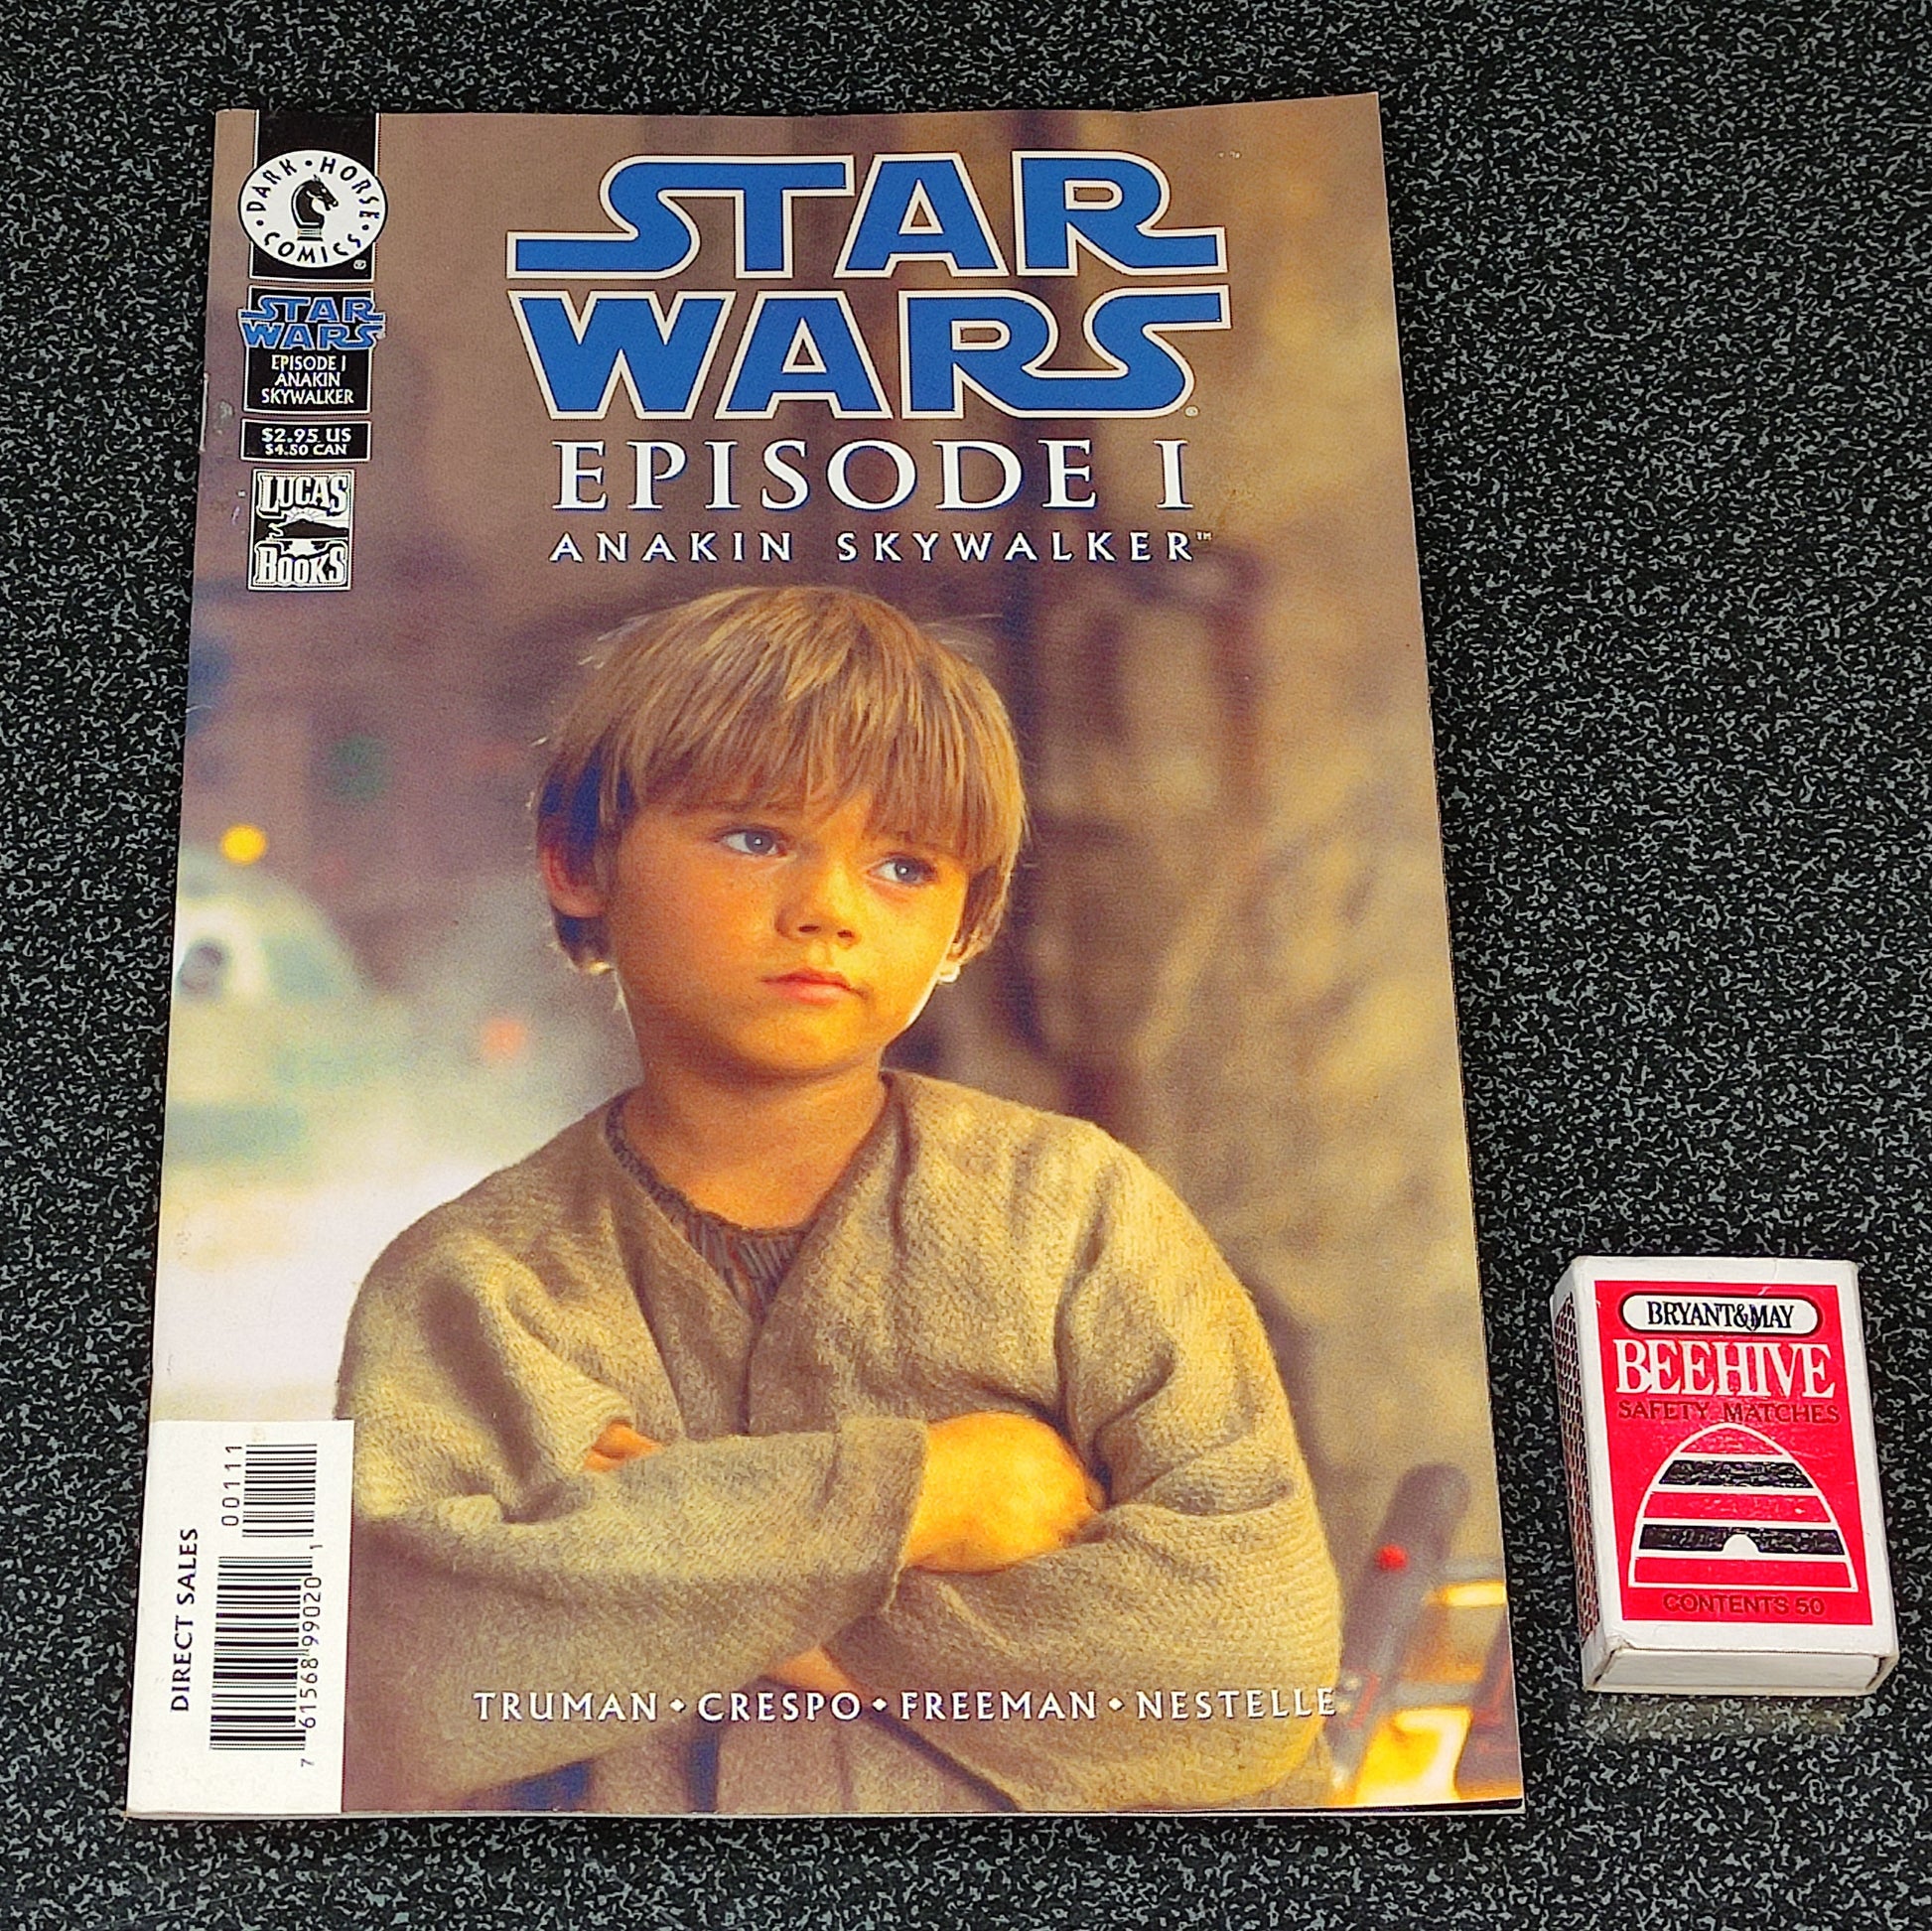 DARK • HORSE • COMICS •
®
STAR
WARS
EPISODE I
ANAKIN
SKYWALKER
$2.95 US
$4.50 CAN
LUCAS
BOOKS
STAR
WARS®
EPISODE I
ANAKIN SKYWALKER™
DIRECT SALES
7 61568 99020 1
00111
TRUMAN • CRESPO • FREEMAN • NESTELLE
BRYANT&MAY
BEEHIVE
SAFETY MATCHES
CONTENTS 50